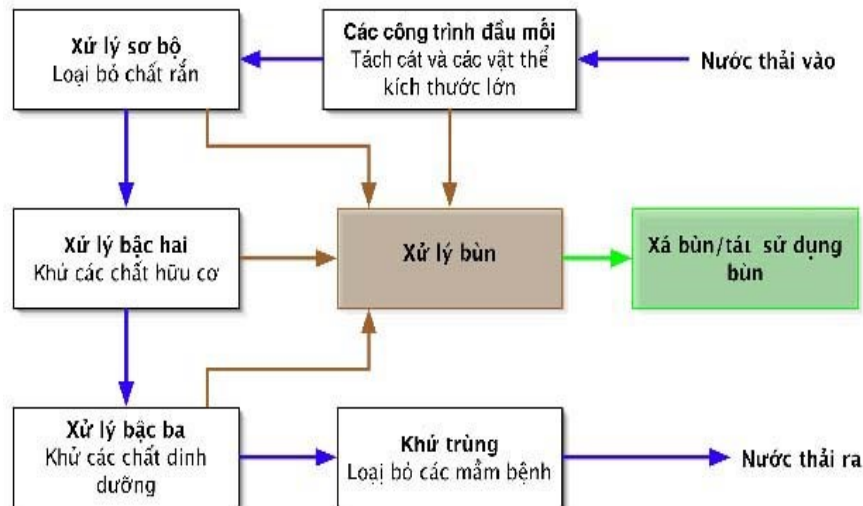 Xử lý sơ bộ
Loại bỏ chất rắn
Các công trình đầu mối
Tách cát và các vật thể
kích thước lớn
Nước thải vào
Xử lý bậc hai
Khử các chất hữu cơ
Xử lý bùn
Xả bùn/tái sử dụng
bùn
Xử lý bậc ba
Khử các chất dinh
dưỡng
Khử trùng
Loại bỏ các mầm bệnh
Nước thải ra